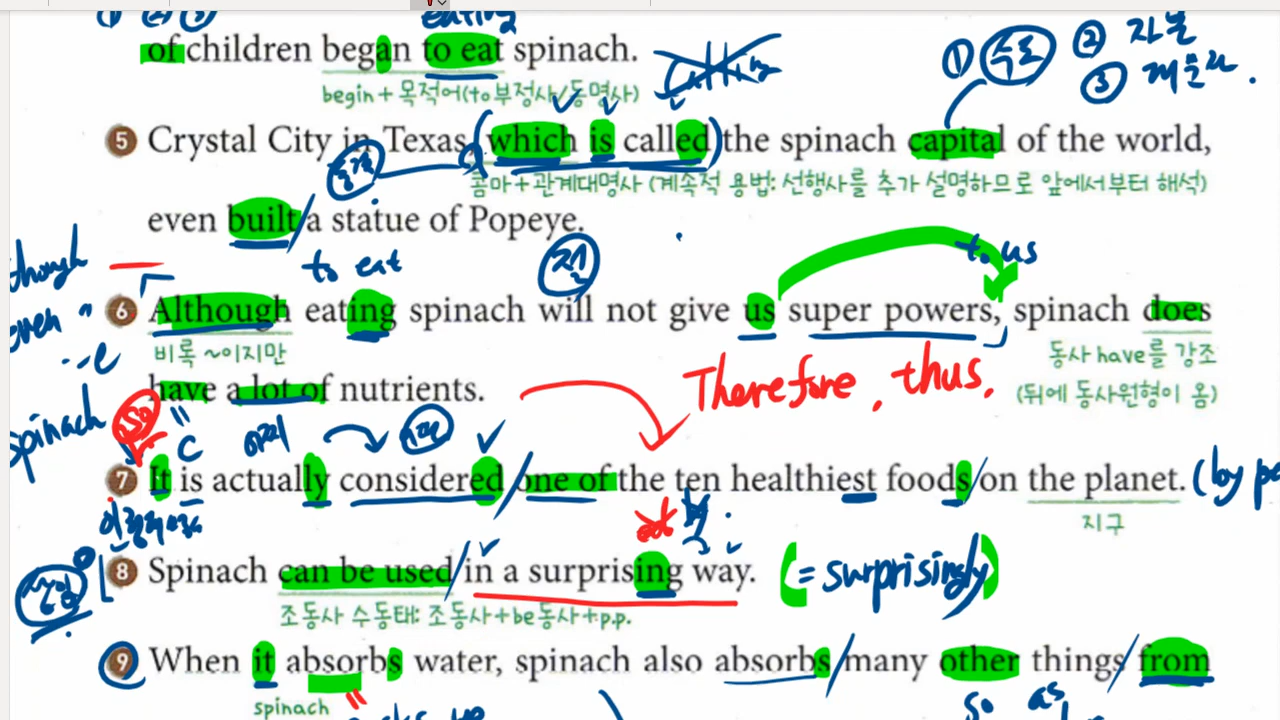 ① ② ③ eating
of children began to eat spinach.
① 수도 ② 자본
③
begin + 목적어(to부정사/동명사)
5 Crystal City in Texas, (which is called) the spinach capital of the world,
콤마+관계대명사 (계속적 용법: 선행사를 추가 설명하므로 앞에서부터 해석)
even built / a statue of Popeye.
though
to eat
to us
6 Although eating spinach will not give us super powers, spinach does
even "
비록 ~이지만
동사 have를 강조
have a lot of nutrients.
Therefore, thus.
(뒤에 동사원형이 옴)
spinach
C
7 It is actually considered / one of the ten healthiest foods / on the planet. (by
지구
8 Spinach can be used / in a surprising way. (= surprisingly)
조동사 수동태: 조동사+be동사+p.p.
9 When it absorbs water, spinach also absorbs / many other things / from
spinach
so as